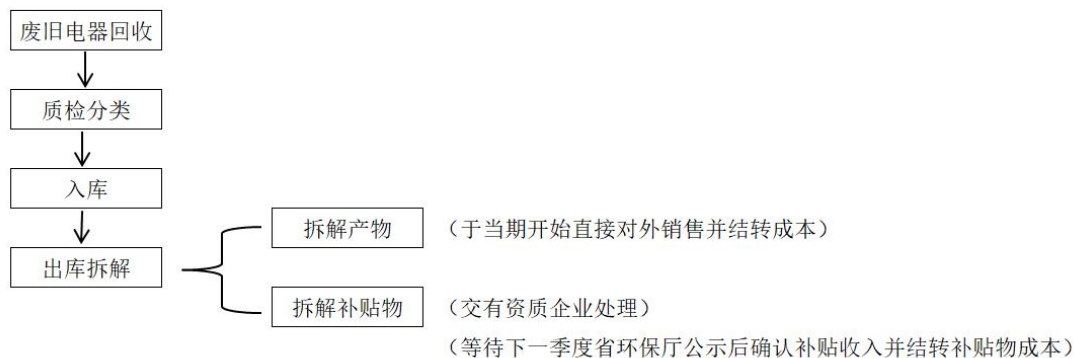 废旧电器回收
质检分类
入库
出库拆解
拆解产物
（于当期开始直接对外销售并结转成本）
拆解补贴物
（交有资质企业处理）
（等待下一季度省环保厅公示后确认补贴收入并结转补贴物成本）